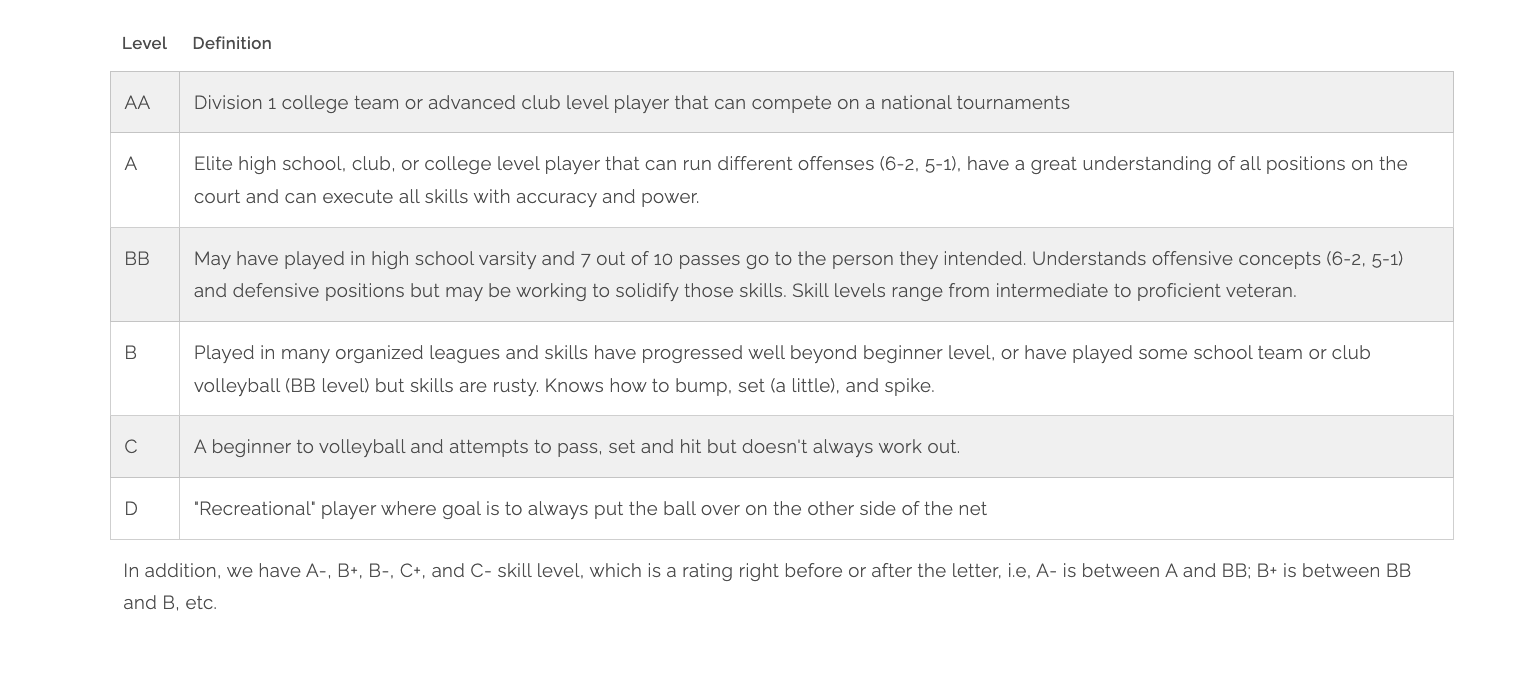 Level Definition
AA Division 1 college team or advanced club level player that can compete on a national tournaments
A Elite high school, club, or college level player that can run different offenses (6-2, 5-1), have a great understanding of all positions on the
court and can execute all skills with accuracy and power.
BB May have played in high school varsity and 7 out of 10 passes go to the person they intended. Understands offensive concepts (6-2, 5-1)
and defensive positions but may be working to solidify those skills. Skill levels range from intermediate to proficient veteran.
B Played in many organized leagues and skills have progressed well beyond beginner level, or have played some school team or club
volleyball (BB level) but skills are rusty. Knows how to bump, set (a little), and spike.
C A beginner to volleyball and attempts to pass, set and hit but doesn't always work out.
D "Recreational" player where goal is to always put the ball over on the other side of the net
In addition, we have A-, B+, B-, C+, and C- skill level, which is a rating right before or after the letter, i.e, A- is between A and BB; B+ is between BB
and B, etc.